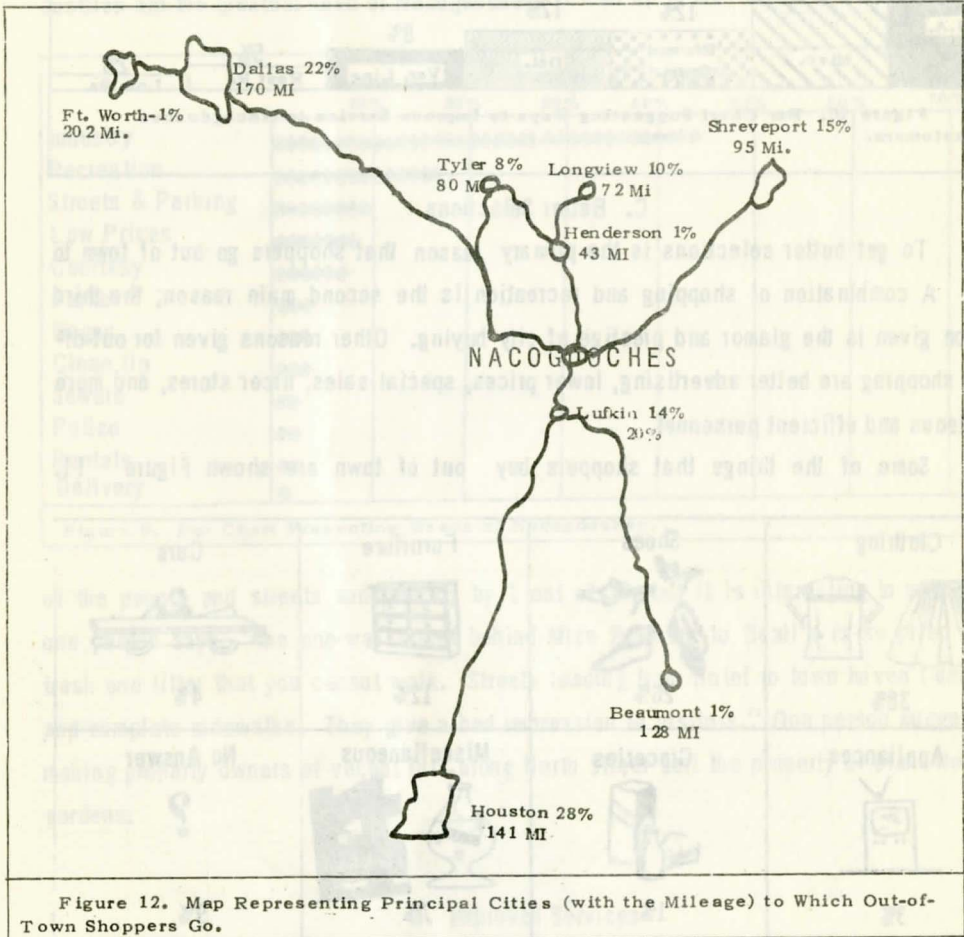 Dallas 22%
170 MI
Ft. Worth-1%
202 Mi.
Shreveport 15%
95 Mi.
Tyler 8%
80 M
Longview 10%
72 Mi
Henderson 1%
43 MI
NACOGDOCHES
Lufkin 14%
20%
Beaumont 1%
128 MI
Houston 28%
141 MI
Figure 12. Map Representing Principal Cities (with the Mileage) to Which Out-of-
Town Shoppers Go.